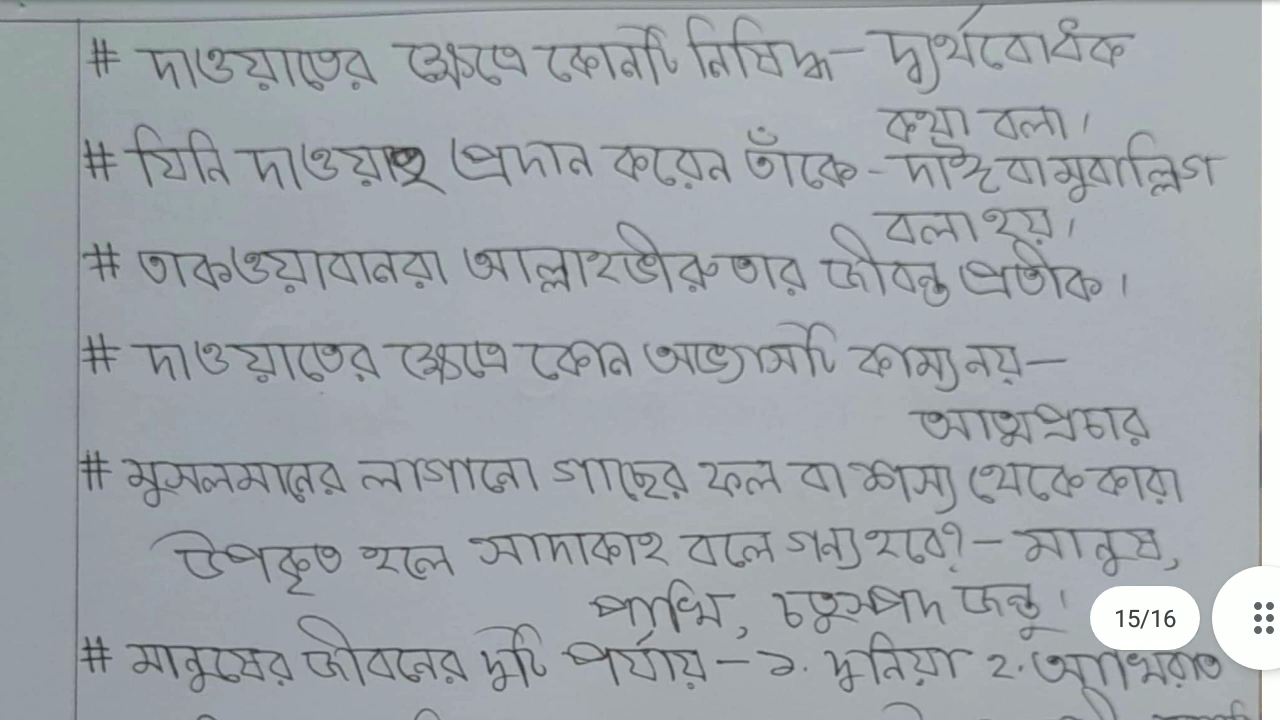 # দাওয়াতের ক্ষেত্রে কোনটি নিষিদ্ধ - দ্ব্যর্থবোধক
কথা বলা।
# যিনি দাওয়াহ প্রদান করেন তাঁকে - দাঈ বা মুবাল্লিগ
বলা হয়।
# তাকওয়াবানরা আল্লাহভীরুতার জীবন্ত প্রতীক।
# দাওয়াতের ক্ষেত্রে কোন অভ্যাসটি কাম্য নয় -
আত্মপ্রচার
# মুসলমানের লাগানো গাছের ফল বা শস্য থেকে কারা
উপকৃত হলে সাদাকাহ বলে গন্য হবে? - মানুষ,
পাখি, চতুষ্পদ জন্তু।
15/16
# মানুষের জীবনের দুটি পর্যায় - ১. দুনিয়া ২. আখিরাত